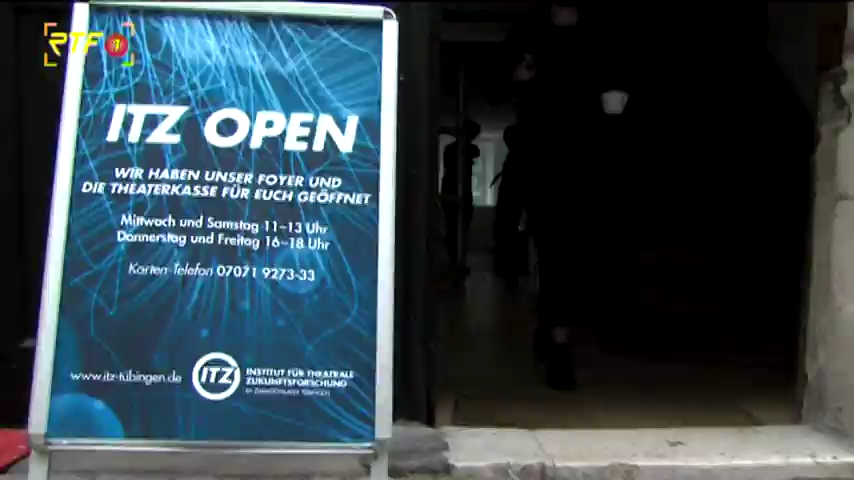 RTF 1
ITZ OPEN
WIR HABEN UNSER FOYER UND
DIE THEATERKASSE FÜR EUCH GEÖFFNET
Mittwoch und Samstag 11–13 Uhr
Donnerstag und Freitag 16–18 Uhr
Karten-Telefon 07071 9273-33
www.itz-tübingen.de
ITZ
INSTITUT FÜR THEATRALE
ZUKUNFTSFORSCHUNG